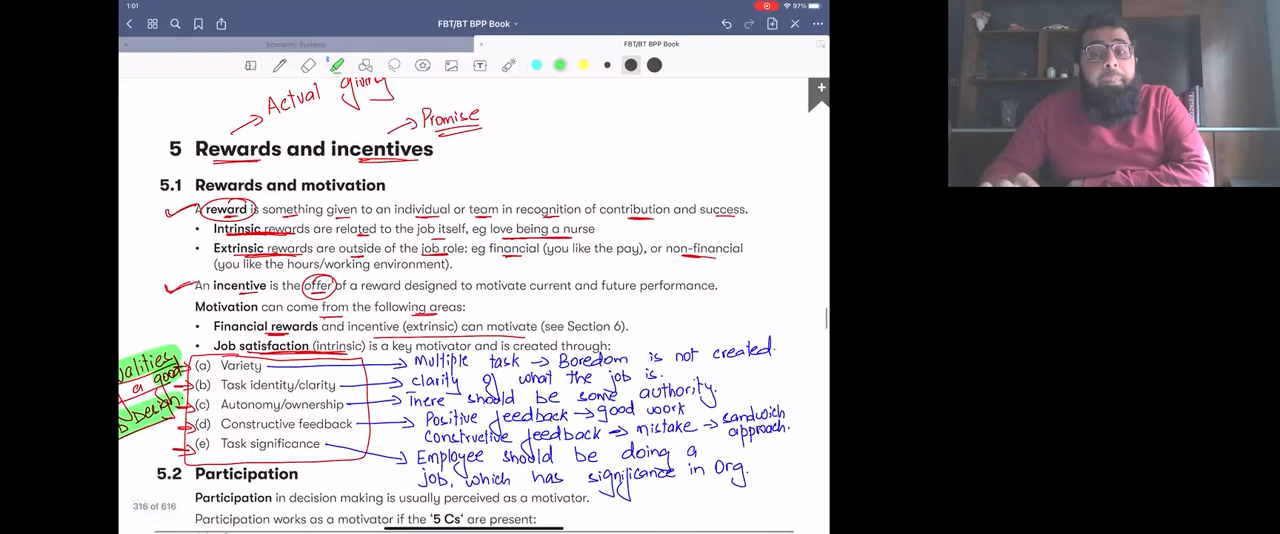 1:01
97%
FBT/BT BPP Book
Economic Systems
FBT/BT BPP Book
Actual giving
Promise
5 Rewards and incentives
5.1 Rewards and motivation
A reward is something given to an individual or team in recognition of contribution and success.
• Intrinsic rewards are related to the job itself, eg love being a nurse
• Extrinsic rewards are outside of the job role: eg financial (you like the pay), or non-financial
(you like the hours/working environment).
An incentive is the offer of a reward designed to motivate current and future performance.
Motivation can come from the following areas:
• Financial rewards and incentive (extrinsic) can motivate (see Section 6).
• Job satisfaction (intrinsic) is a key motivator and is created through:
(a) Variety
Multiple task → Boredom is not created.
(b) Task identity/clarity
clarity of what the job is.
(c) Autonomy/ownership
There should be some authority.
(d) Constructive feedback
Positive feedback → good work
Constructive feedback → mistake → sandwich
approach.
(e) Task significance
Employee should be doing a
job, which has significance in Org.
a good
Design
5.2 Participation
Participation in decision making is usually perceived as a motivator.
316 of 616
Participation works as a motivator if the '5 Cs' are present: